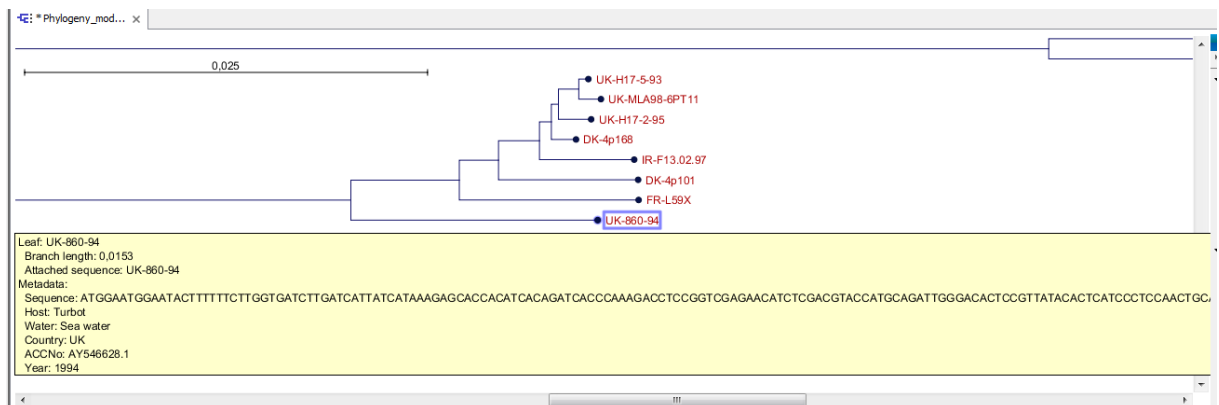 * Phylogeny_mod...
0,025
UK-H17-5-93
UK-MLA98-6PT11
UK-H17-2-95
DK-4p168
IR-F13.02.97
DK-4p101
FR-L59X
UK-860-94
Leaf: UK-860-94
Branch length: 0,0153
Attached sequence: UK-860-94
Metadata:
Sequence: ATGGAATGGAATACTTTTTTCTTGGTGATCTTGATCATTATCATAAAGAGCACCACATCACAGATCACCCAAAGACCTCCGGTCGAGAACATCTCGACGTACCATGCAGATTGGGACACTCCGTTATACACTCATCCCTCCAACTGCA
Host: Turbot
Water: Sea water
Country: UK
ACCNo: AY546628.1
Year: 1994